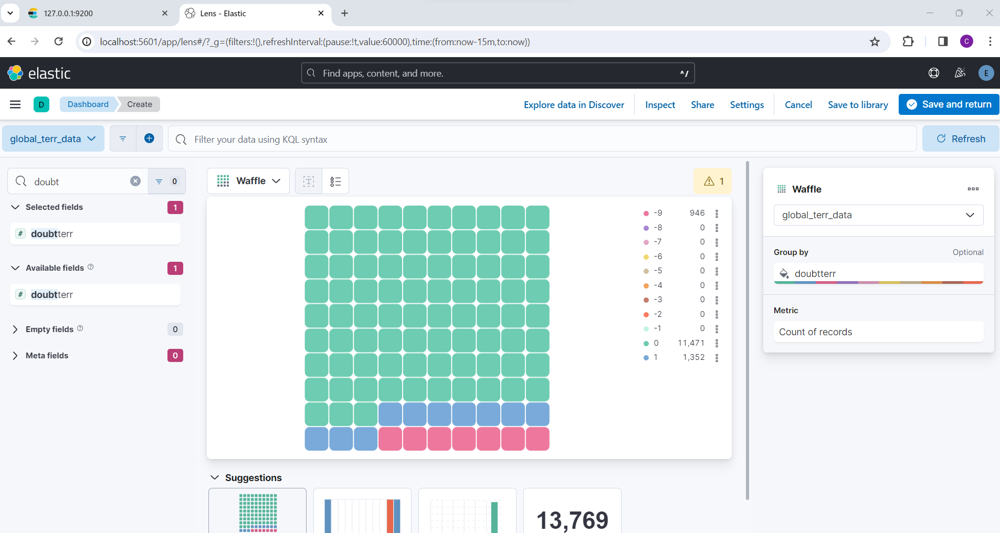 127.0.0.1:9200
Lens - Elastic
localhost:5601/app/lens#/?_g=(filters:!(),refreshInterval:(pause:!t,value:60000),time:(from:now-15m,to:now))
C
elastic
Find apps, content, and more.
^/
E
D
Dashboard
Create
Explore data in Discover
Inspect
Share
Settings
Cancel
Save to library
Save and return
global_terr_data
Filter your data using KQL syntax
Refresh
doubt
0
Selected fields
1
# doubtterr
Available fields
1
# doubtterr
Empty fields
0
Meta fields
0
Waffle
1
-9 946
-8 0
-7 0
-6 0
-5 0
-4 0
-3 0
-2 0
-1 0
0 11,471
1 1,352
Suggestions
13,769
Waffle
global_terr_data
Group by
Optional
doubtterr
Metric
Count of records